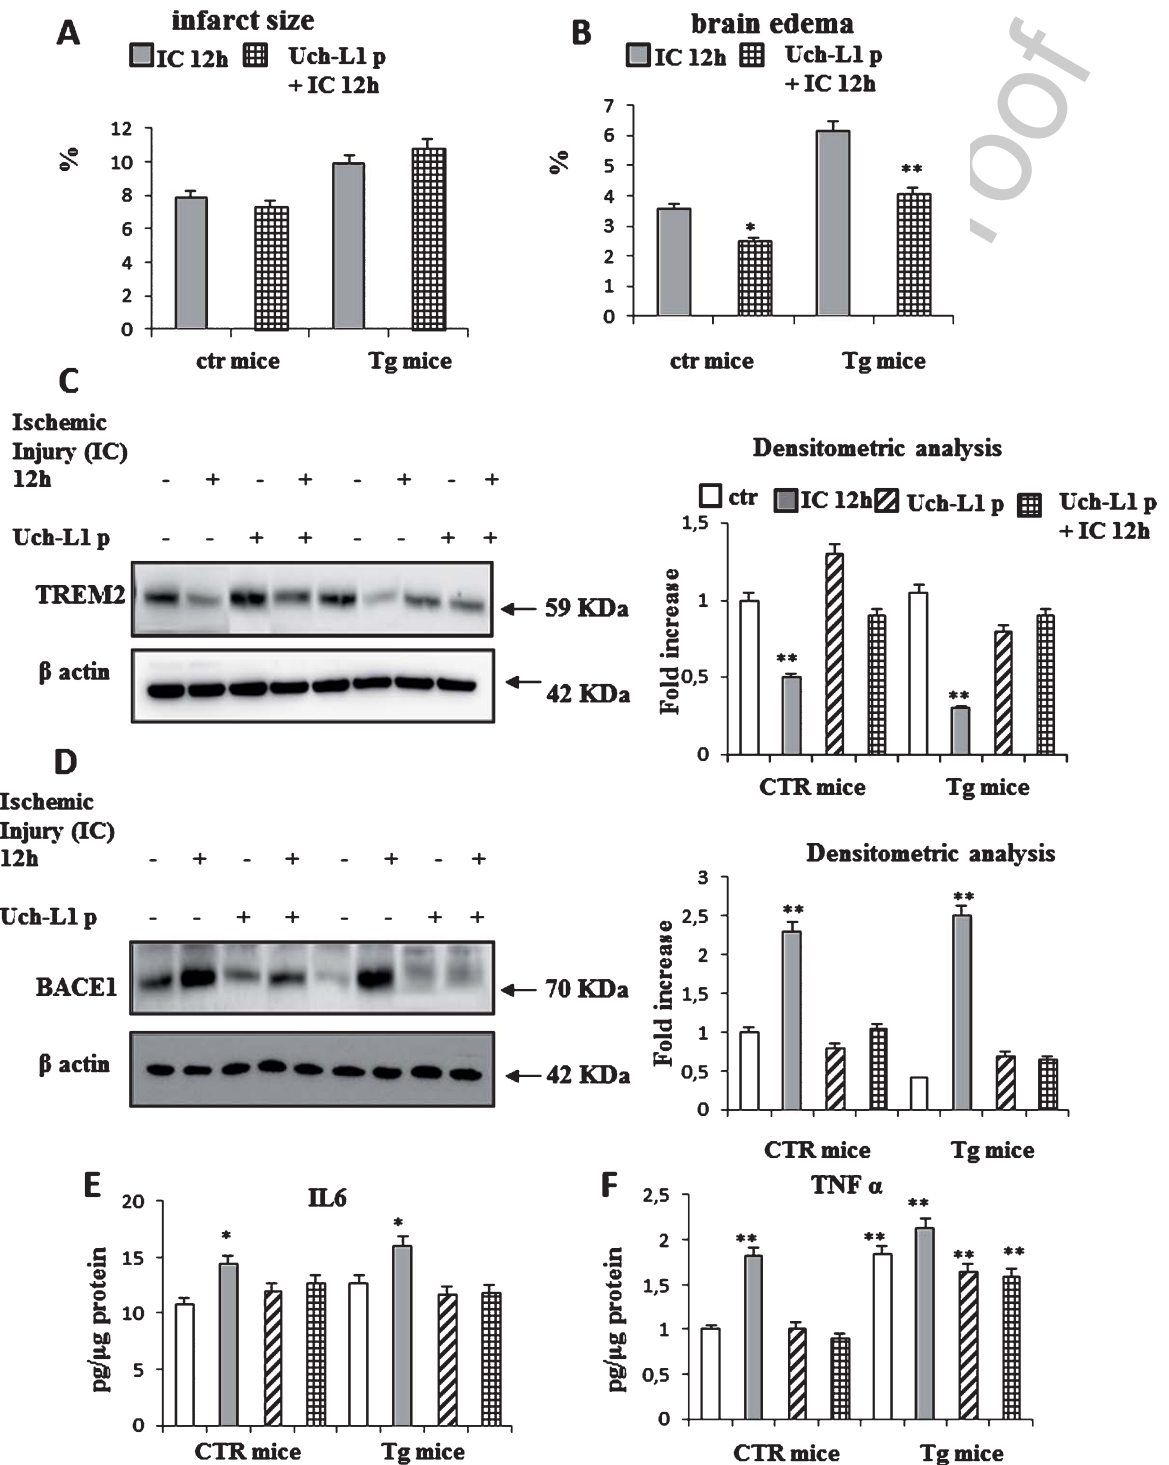 A
infarct size
IC 12h
Uch-L1 p
+ IC 12h
%
12
10
8
6
4
2
0
ctr mice
Tg mice
B
brain edema
IC 12h
Uch-L1 p
+ IC 12h
%
7
6
5
4
3
2
1
0
*
**
ctr mice
Tg mice
C
Ischemic
Injury (IC)
12h - + - + - + - +
Uch-L1 p - - + + - - + +
TREM2
59 KDa
β actin
42 KDa
Densitometric analysis
ctr
IC 12h
Uch-L1 p
Uch-L1 p
+ IC 12h
Fold increase
1,5
1
0,5
0
**
**
CTR mice
Tg mice
D
Ischemic
Injury (IC)
12h - + - + - + - +
Uch-L1 p - - + + - - + +
BACE1
70 KDa
β actin
42 KDa
Densitometric analysis
Fold increase
3
2,5
2
1,5
1
0,5
0
**
**
CTR mice
Tg mice
E
IL6
pg/µg protein
20
15
10
5
0
*
*
CTR mice
Tg mice
F
TNF α
pg/µg protein
2,5
2
1,5
1
0,5
0
**
**
**
**
**
CTR mice
Tg mice